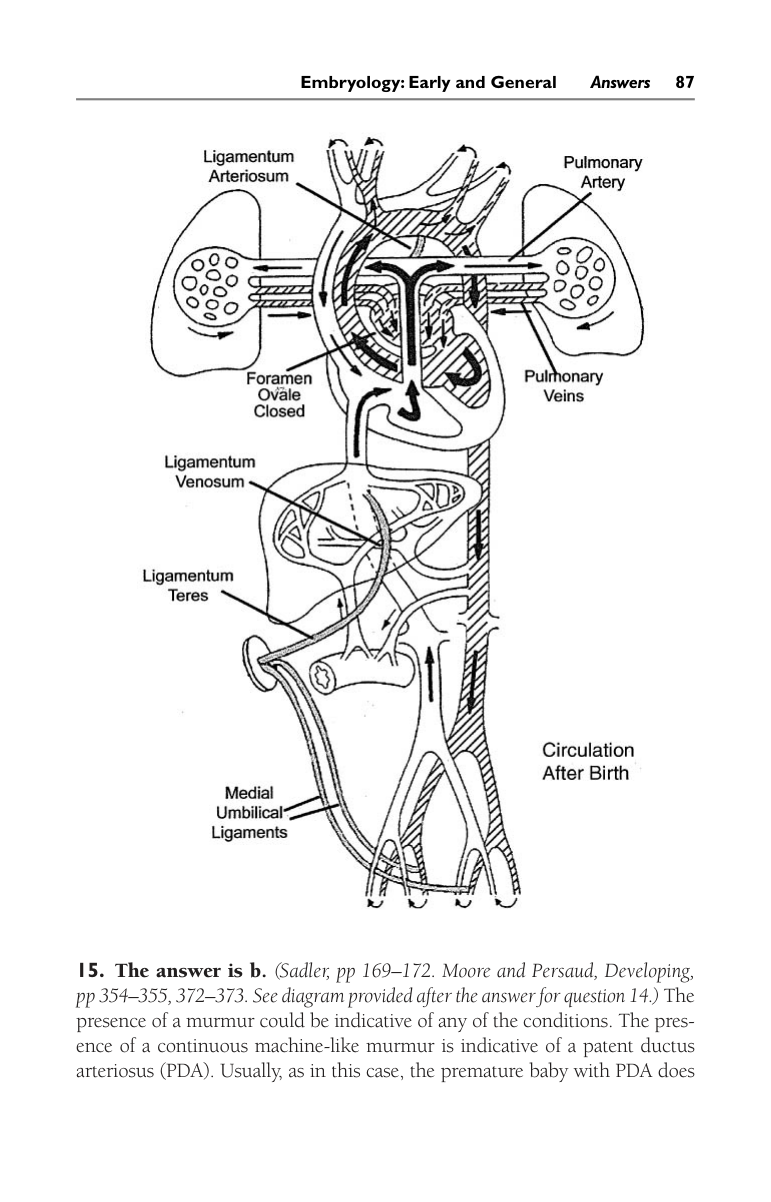 Embryology: Early and General Answers 87
Ligamentum
Arteriosum
Pulmonary
Artery
Foramen
Ovale
Closed
Pulmonary
Veins
Ligamentum
Venosum
Ligamentum
Teres
Circulation
After Birth
Medial
Umbilical
Ligaments
15. The answer is b. (Sadler, pp 169–172. Moore and Persaud, Developing,
pp 354–355, 372–373. See diagram provided after the answer for question 14.) The
presence of a murmur could be indicative of any of the conditions. The pres-
ence of a continuous machine-like murmur is indicative of a patent ductus
arteriosus (PDA). Usually, as in this case, the premature baby with PDA does